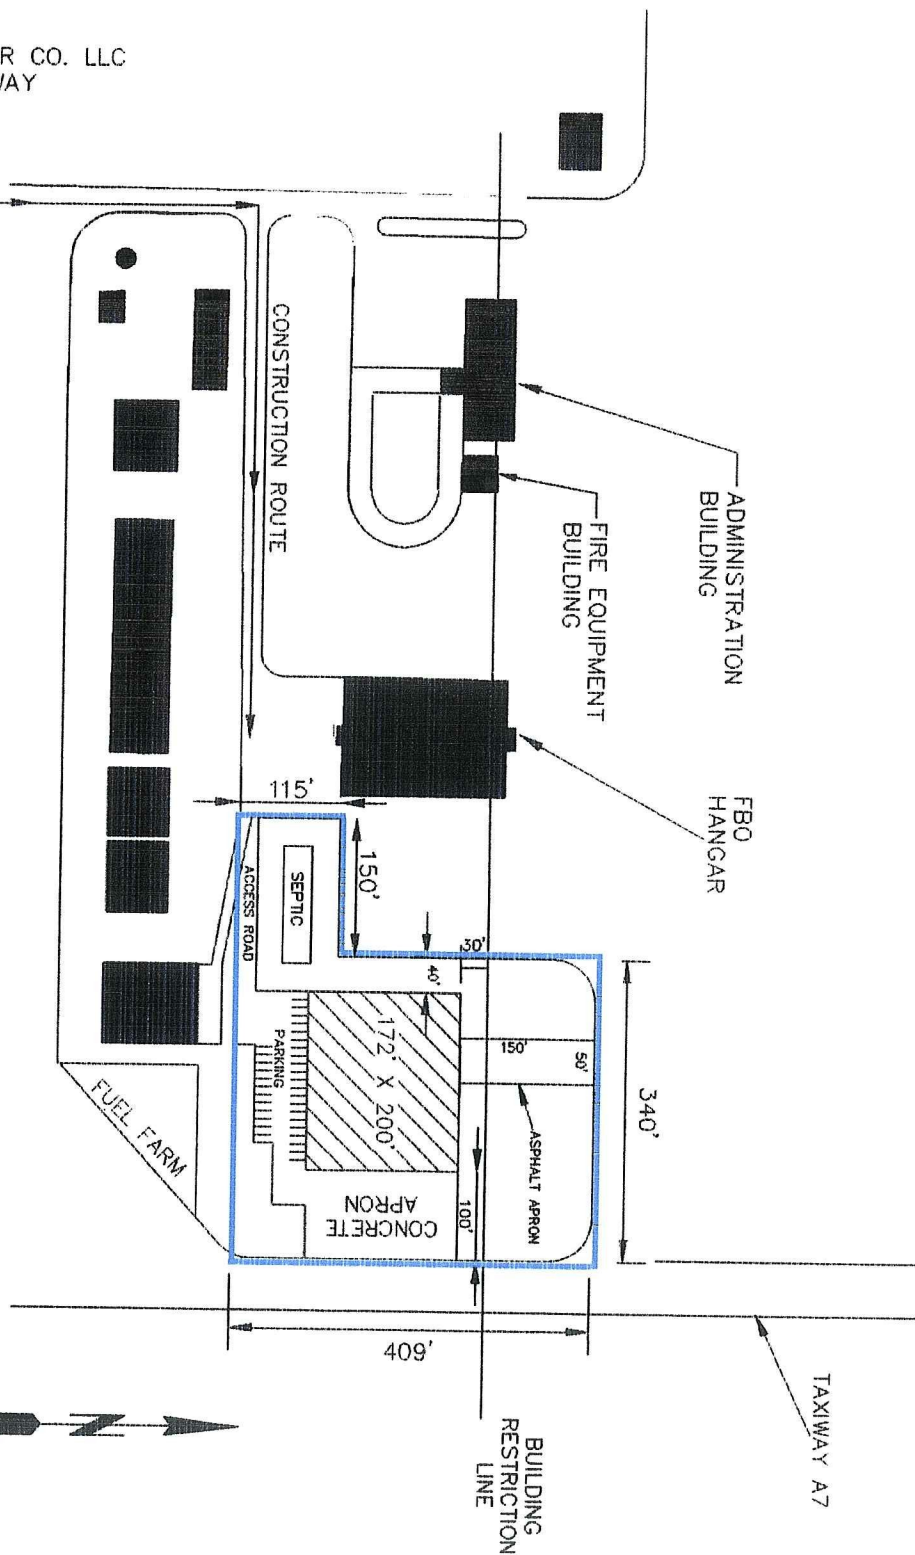 R CO. LLC
WAY
ADMINISTRATION
BUILDING
FIRE EQUIPMENT
BUILDING
FBO
HANGAR
CONSTRUCTION ROUTE
115'
150'
SEPTIC
ACCESS ROAD
40'
30'
150'
50'
340'
172' X 200'
PARKING
ASPHALT APRON
CONCRETE
APRON
100'
FUEL FARM
409'
TAXIWAY A7
BUILDING
RESTRICTION
LINE
N